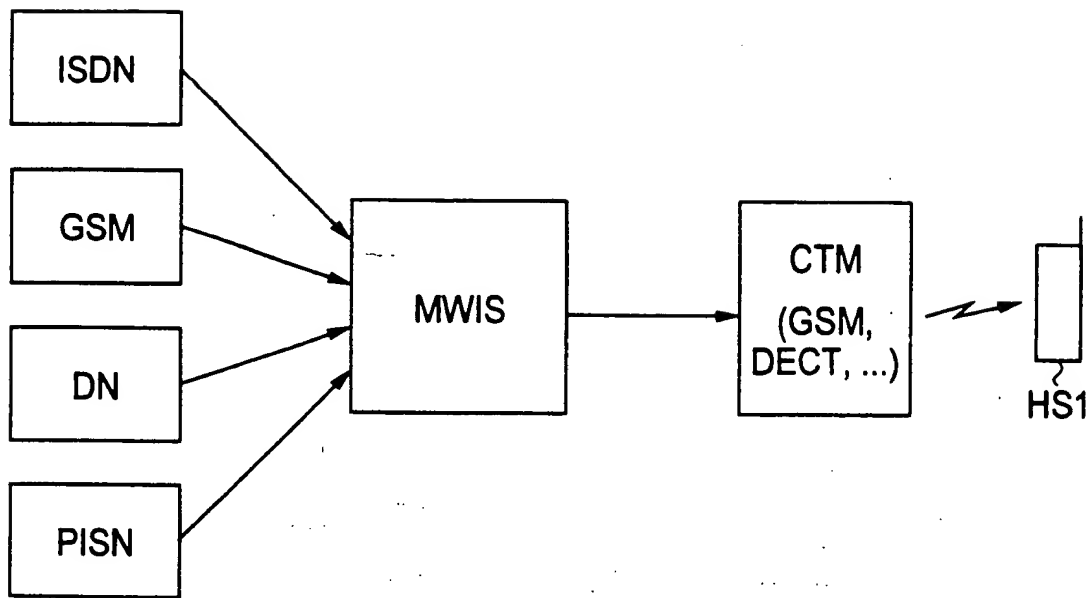 ISDN
GSM
DN
PISN
MWIS
CTM
(GSM,
DECT, ...)
HS1